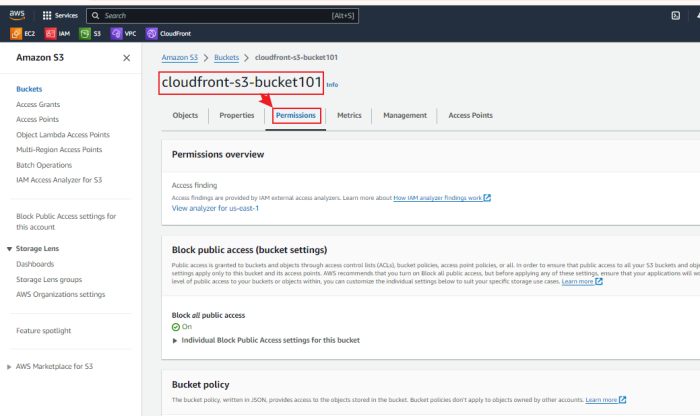 aws
Services
Search
[Alt+S]
EC2
IAM
S3
VPC
CloudFront
Amazon S3
Buckets
Access Grants
Access Points
Object Lambda Access Points
Multi-Region Access Points
Batch Operations
IAM Access Analyzer for S3
Block Public Access settings for
this account
Storage Lens
Dashboards
Storage Lens groups
AWS Organizations settings
Feature spotlight
AWS Marketplace for S3
Amazon S3 > Buckets > cloudfront-s3-bucket101
cloudfront-s3-bucket101 Info
Objects
Properties
Permissions
Metrics
Management
Access Points
Permissions overview
Access finding
Access findings are provided by IAM external access analyzers. Learn more about How IAM analyzer findings work
View analyzer for us-east-1
Block public access (bucket settings)
Public access is granted to buckets and objects through access control lists (ACLs), bucket policies, access point policies, or all. In order to ensure that public access to all your S3 buckets and obj
settings apply only to this bucket and its access points. AWS recommends that you turn on Block all public access, but before applying any of these settings, ensure that your applications will wo
level of public access to your buckets or objects within, you can customize the individual settings below to suit your specific storage use cases. Learn more
Block all public access
On
Individual Block Public Access settings for this bucket
Bucket policy
The bucket policy, written in JSON, provides access to the objects stored in the bucket. Bucket policies don't apply to objects owned by other accounts. Learn more